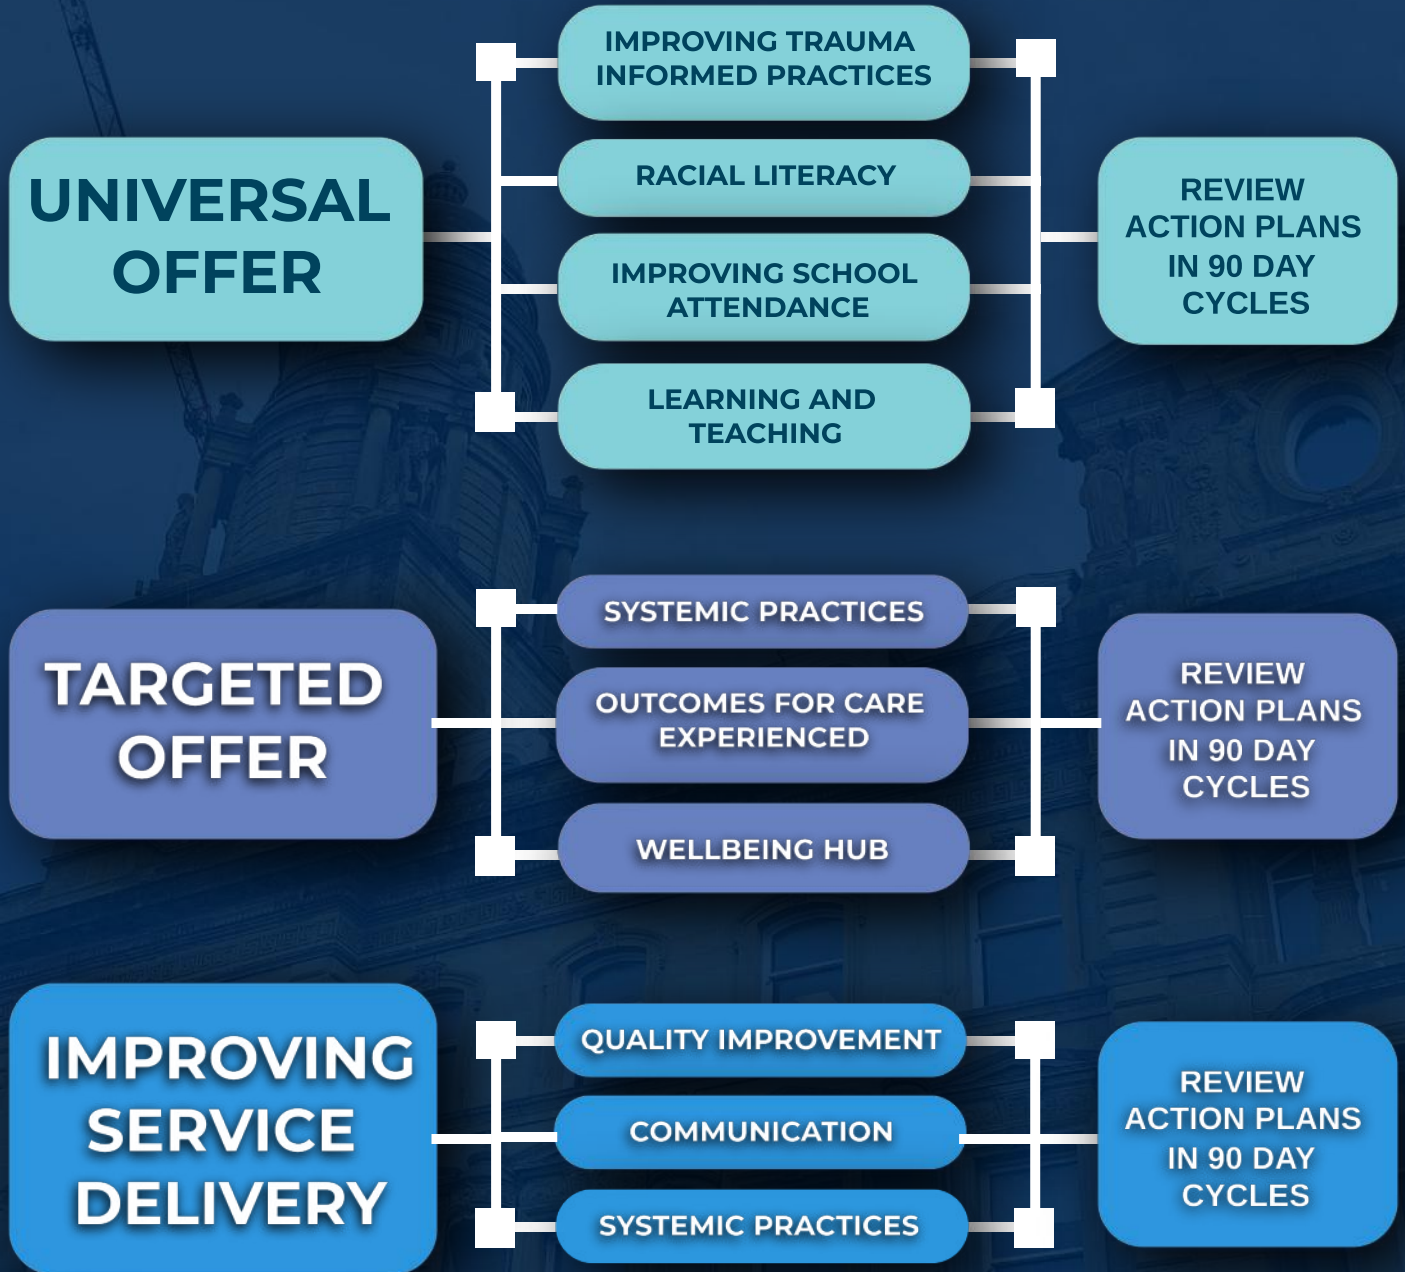 UNIVERSAL
OFFER
IMPROVING TRAUMA
INFORMED PRACTICES
RACIAL LITERACY
IMPROVING SCHOOL
ATTENDANCE
LEARNING AND
TEACHING
REVIEW
ACTION PLANS
IN 90 DAY
CYCLES
TARGETED
OFFER
SYSTEMIC PRACTICES
OUTCOMES FOR CARE
EXPERIENCED
WELLBEING HUB
REVIEW
ACTION PLANS
IN 90 DAY
CYCLES
IMPROVING
SERVICE
DELIVERY
QUALITY IMPROVEMENT
COMMUNICATION
SYSTEMIC PRACTICES
REVIEW
ACTION PLANS
IN 90 DAY
CYCLES